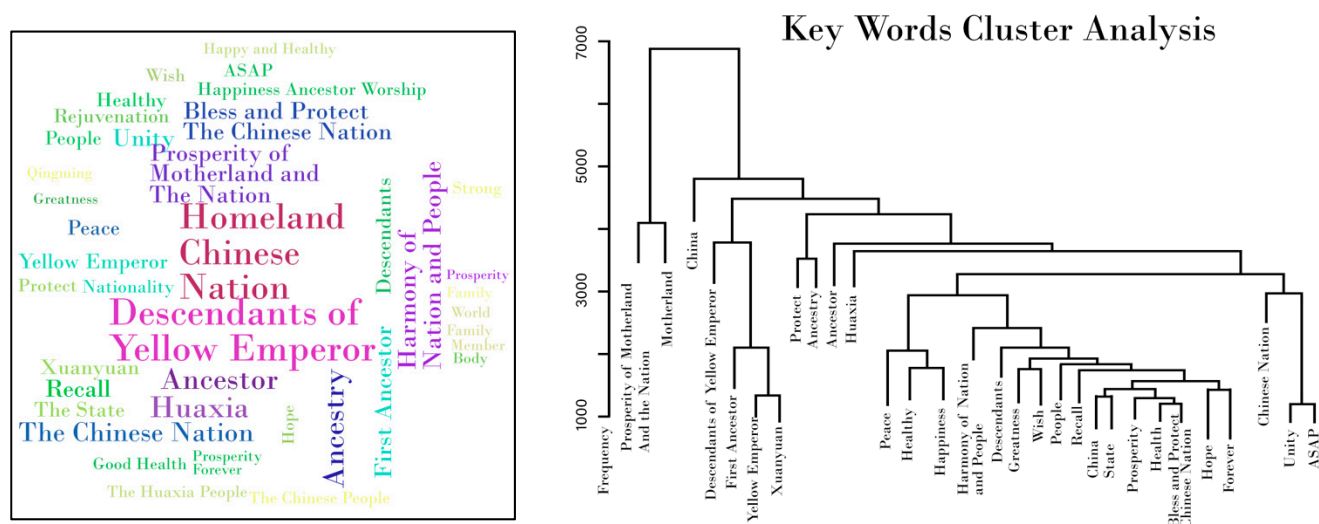 Happy and Healthy
Wish
ASAP
Happiness Ancestor Worship
Healthy
Rejuvenation
Bless and Protect
The Chinese Nation
People
Unity
Prosperity of
Motherland and
The Nation
Qingming
Greatness
Strong
Descendants
Harmony of
Nation and People
Homeland
Chinese
Nation
Peace
Yellow Emperor
Protect
Nationality
Prosperity
Family
World
Family
Member
Body
Descendants of
Yellow Emperor
First Ancestor
Xuanyuan
Recall
The State
Ancestor
Huaxia
Ancestry
Hope
The Chinese Nation
Good Health
Prosperity
Forever
The Huaxia People
The Chinese People
Key Words Cluster Analysis
7000
5000
3000
1000
Frequency
Prosperity of Motherland
And the Nation
Motherland
China
Descendants of Yellow Emperor
First Ancestor
Yellow Emperor
Xuanyuan
Protect
Ancestry
Ancestor
Huaxia
Peace
Healthy
Happiness
Harmony of Nation
and People
Descendants
Greatness
Wish
People
Recall
China
State
Prosperity
Health
Bless and Protect
Chinese Nation
Hope
Forever
Chinese Nation
Unity
ASAP